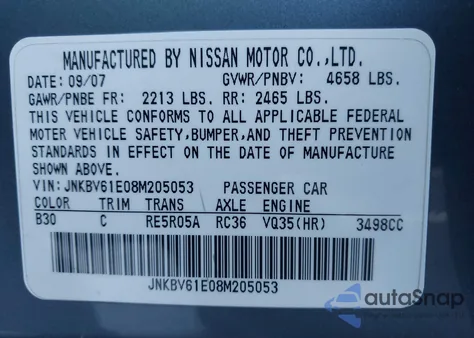 MANUFACTURED BY NISSAN MOTOR CO.,LTD.
DATE: 09/07 GVWR/PNBV: 4658 LBS.
GAWR/PNBE FR: 2213 LBS. RR: 2465 LBS.
THIS VEHICLE CONFORMS TO ALL APPLICABLE FEDERAL
MOTOR VEHICLE SAFETY,BUMPER,AND THEFT PREVENTION
STANDARDS IN EFFECT ON THE DATE OF MANUFACTURE
SHOWN ABOVE.
VIN:JNKBV61E08M205053 PASSENGER CAR
COLOR TRIM TRANS AXLE ENGINE
B30 C RE5R05A RC36 VQ35(HR) 3498CC
JNKBV61E08M205053
autoSnap